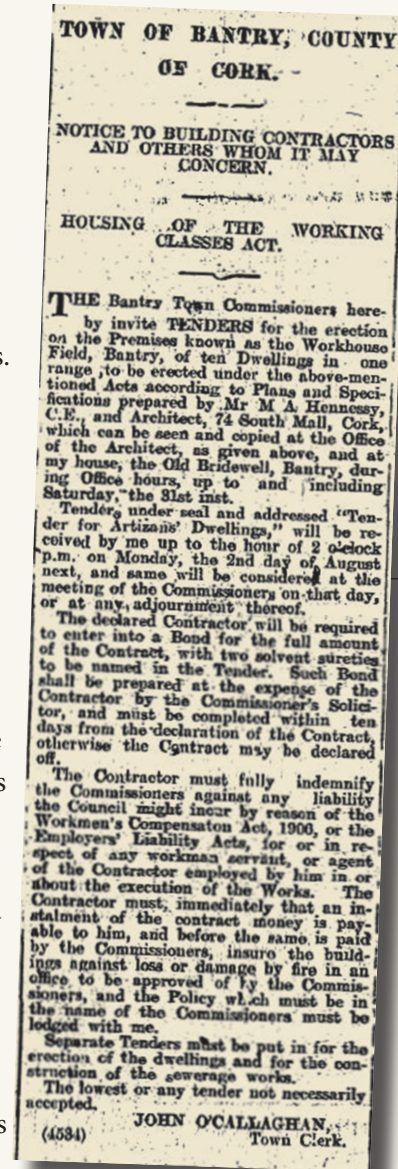 TOWN OF BANTRY, COUNTY
OF CORK.
NOTICE TO BUILDING CONTRACTORS
AND OTHERS WHOM IT MAY
CONCERN.
HOUSING OF THE WORKING
CLASSES ACT.
THE Bantry Town Commissioners here-
by invite TENDERS for the erection
on the Premises known as the Workhouse
Field, Bantry, of ten Dwellings in one
range to be erected under the above-men-
tioned Acts according to Plans and Speci-
fications prepared by Mr M A Hennessy,
C.E., and Architect, 74 South Mall, Cork,
which can be seen and copied at the Office
of the Architect, as given above, and at
my house, the Old Bridewell, Bantry, dur-
ing Office hours, up to and including
Saturday, the 31st inst.
Tenders under seal and addressed "Ten-
der for Artizans' Dwellings," will be re-
ceived by me up to the hour of 2 o'clock
p.m. on Monday, the 2nd day of August
next, and same will be considered at the
meeting of the Commissioners on that day,
or at any adjournment thereof.
The declared Contractor will be required
to enter into a Bond for the full amount
of the Contract, with two solvent sureties
to be named in the Tender. Such Bond
shall be prepared at the expense of the
Contractor by the Commissioner's Solici-
tor, and must be completed within ten
days from the declaration of the Contract,
otherwise the Contract may be declared
off.
The Contractor must fully indemnify
the Commissioners against any liability
the Council might incur by reason of the
Workmen's Compensaton Act, 1906, or the
Employers' Liability Acts, for or in re-
spect of any workman servant, or agent
of the Contractor employed by him in or
about the execution of the Works. The
Contractor must, immediately that an in-
stalment of the contract money is pay-
able to him, and before the same is paid
by the Commissioners, insure the build-
ings against loss or damage by fire in an
office to be approved of by the Commis-
sioners, and the Policy which must be in
the name of the Commissioners must be
lodged with me.
Separate Tenders must be put in for the
erection of the dwellings and for the con-
struction of the sewerage works.
The lowest or any tender not necessarily
accepted.
JOHN O'CALLAGHAN,
(4534) Town Clerk.